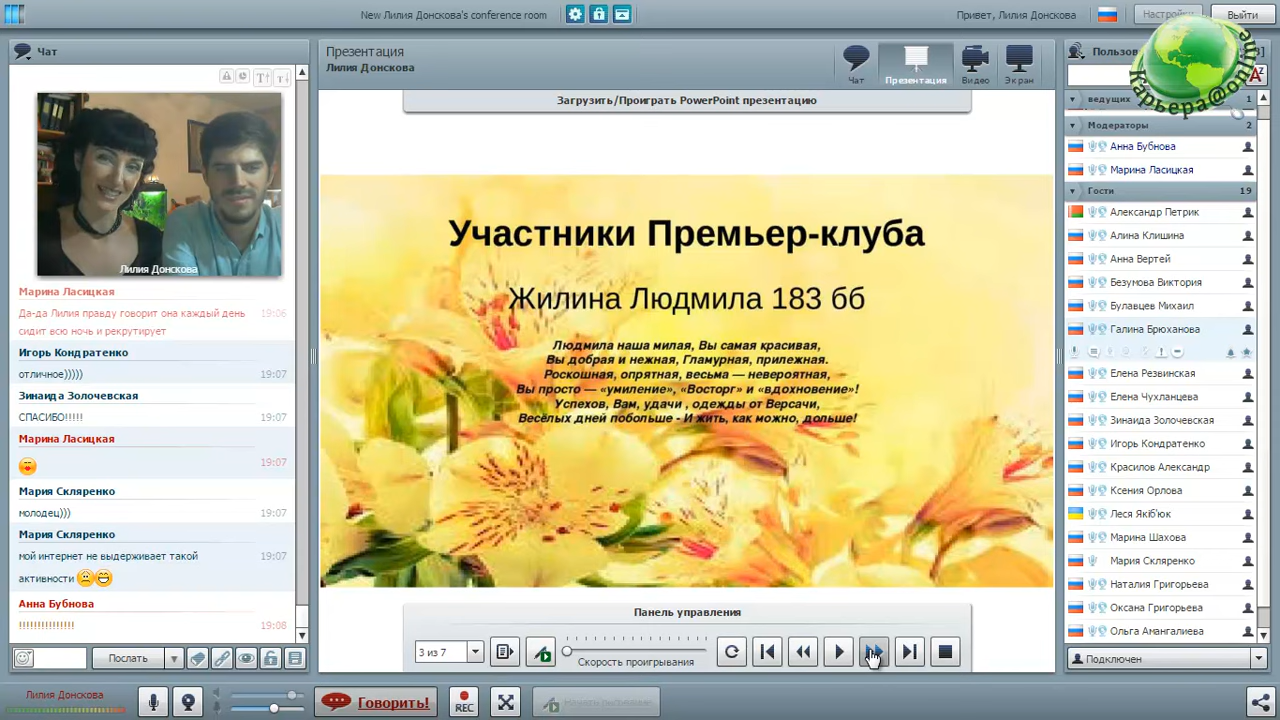 New Лилия Донскова's conference room
Привет, Лилия Донскова
Настройки
Выйти
Чат
Лилия Донскова
Марина Ласицкая
Да-да Лилия правду говорит она каждый день
19:06
сидит всю ночь и рекрутирует
Игорь Кондратенко
отличное)))))
19:07
Зинаида Золочевская
СПАСИБО!!!!!
19:07
Марина Ласицкая
19:07
Мария Скляренко
молодец)))
19:07
Мария Скляренко
мой интернет не выдерживает такой
19:07
активности
Анна Бубнова
!!!!!!!!!!!!!!!
19:08
Послать
Презентация
Лилия Донскова
Чат
Презентация
Видео
Экран
Загрузить/Проиграть PowerPoint презентацию
Участники Премьер-клуба
Жилина Людмила 183 бб
Людмила наша милая, Вы самая красивая,
Вы добрая и нежная, Гламурная, прилежная.
Роскошная, опрятная, весьма — невероятная,
Вы просто — «умиление», «Восторг» и «вдохновение»!
Успехов, Вам, удачи , одежды от Версачи,
Весёлых дней побольше - И жить, как можно, дольше!
Панель управления
3 из 7
Скорость проигрывания
карьера@online
ведущих 1
Модераторы 2
Анна Бубнова
Марина Ласицкая
Гости 19
Александр Петрик
Алина Клишина
Анна Вертей
Безумова Виктория
Булавцев Михаил
Галина Брюханова
Елена Резвинская
Елена Чухланцева
Зинаида Золочевская
Игорь Кондратенко
Красилов Александр
Ксения Орлова
Леся Якіб'юк
Марина Шахова
Мария Скляренко
Наталия Григорьева
Оксана Григорьева
Ольга Амангалиева
Подключен
Лилия Донскова
Говорить!
REC